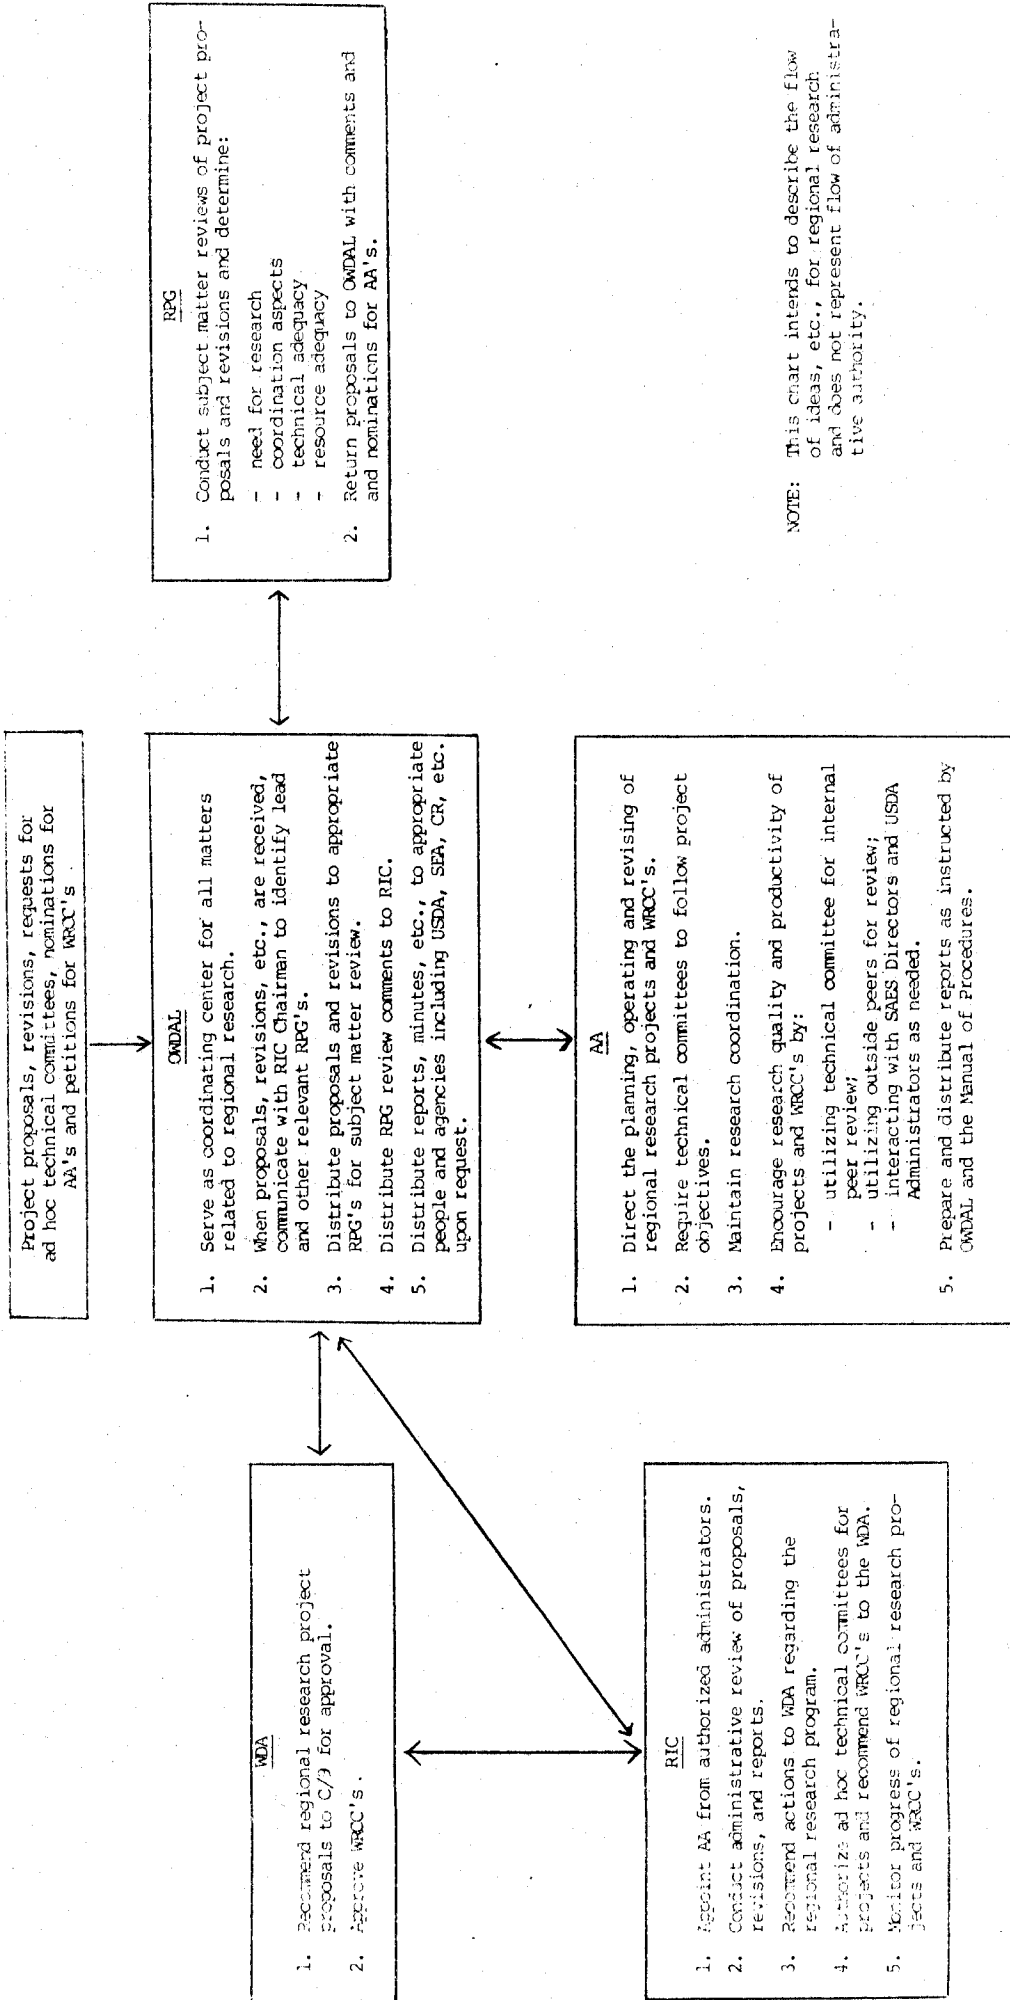 Project proposals, revisions, requests for
ad hoc technical committees, nominations for
AA's and petitions for WRCC's.
WDA
1. Recommend regional research project
proposals to C/9 for approval.
2. Approve WRCC's.
OWDAL
1. Serve as coordinating center for all matters
related to regional research.
2. When proposals, revisions, etc., are received,
communicate with RIC Chairman to identify lead
and other relevant RPG's.
3. Distribute proposals and revisions to appropriate
RPG's for subject matter review.
4. Distribute RPG review comments to RIC.
5. Distribute reports, minutes, etc., to appropriate
people and agencies including USDA, SEA, CR, etc.
upon request.
RPG
1. Conduct subject matter reviews of project pro-
posals and revisions and determine:
- need for research
- coordination aspects
- technical adequacy
- resource adequacy
2. Return proposals to OWDAL with comments and
and nominations for AA's.
RIC
1. Appoint AA from authorized administrators.
2. Conduct administrative review of proposals,
revisions, and reports.
3. Recommend actions to WDA regarding the
regional research program.
4. Authorize ad hoc technical committees for
projects and recommend WRCC's to the WDA.
5. Monitor progress of regional research pro-
jects and WRCC's.
AA
1. Direct the planning, operating and revising of
regional research projects and WRCC's.
2. Require technical committees to follow project
objectives.
3. Maintain research coordination.
4. Encourage research quality and productivity of
projects and WRCC's by:
- utilizing technical committee for internal
peer review;
- utilizing outside peers for review;
- interacting with SAES Directors and USDA
Administrators as needed.
5. Prepare and distribute reports as instructed by
OWDAL and the Manual of Procedures.
NOTE: This chart intends to describe the flow
of ideas, etc., for regional research
and does not represent flow of administra-
tive authority.